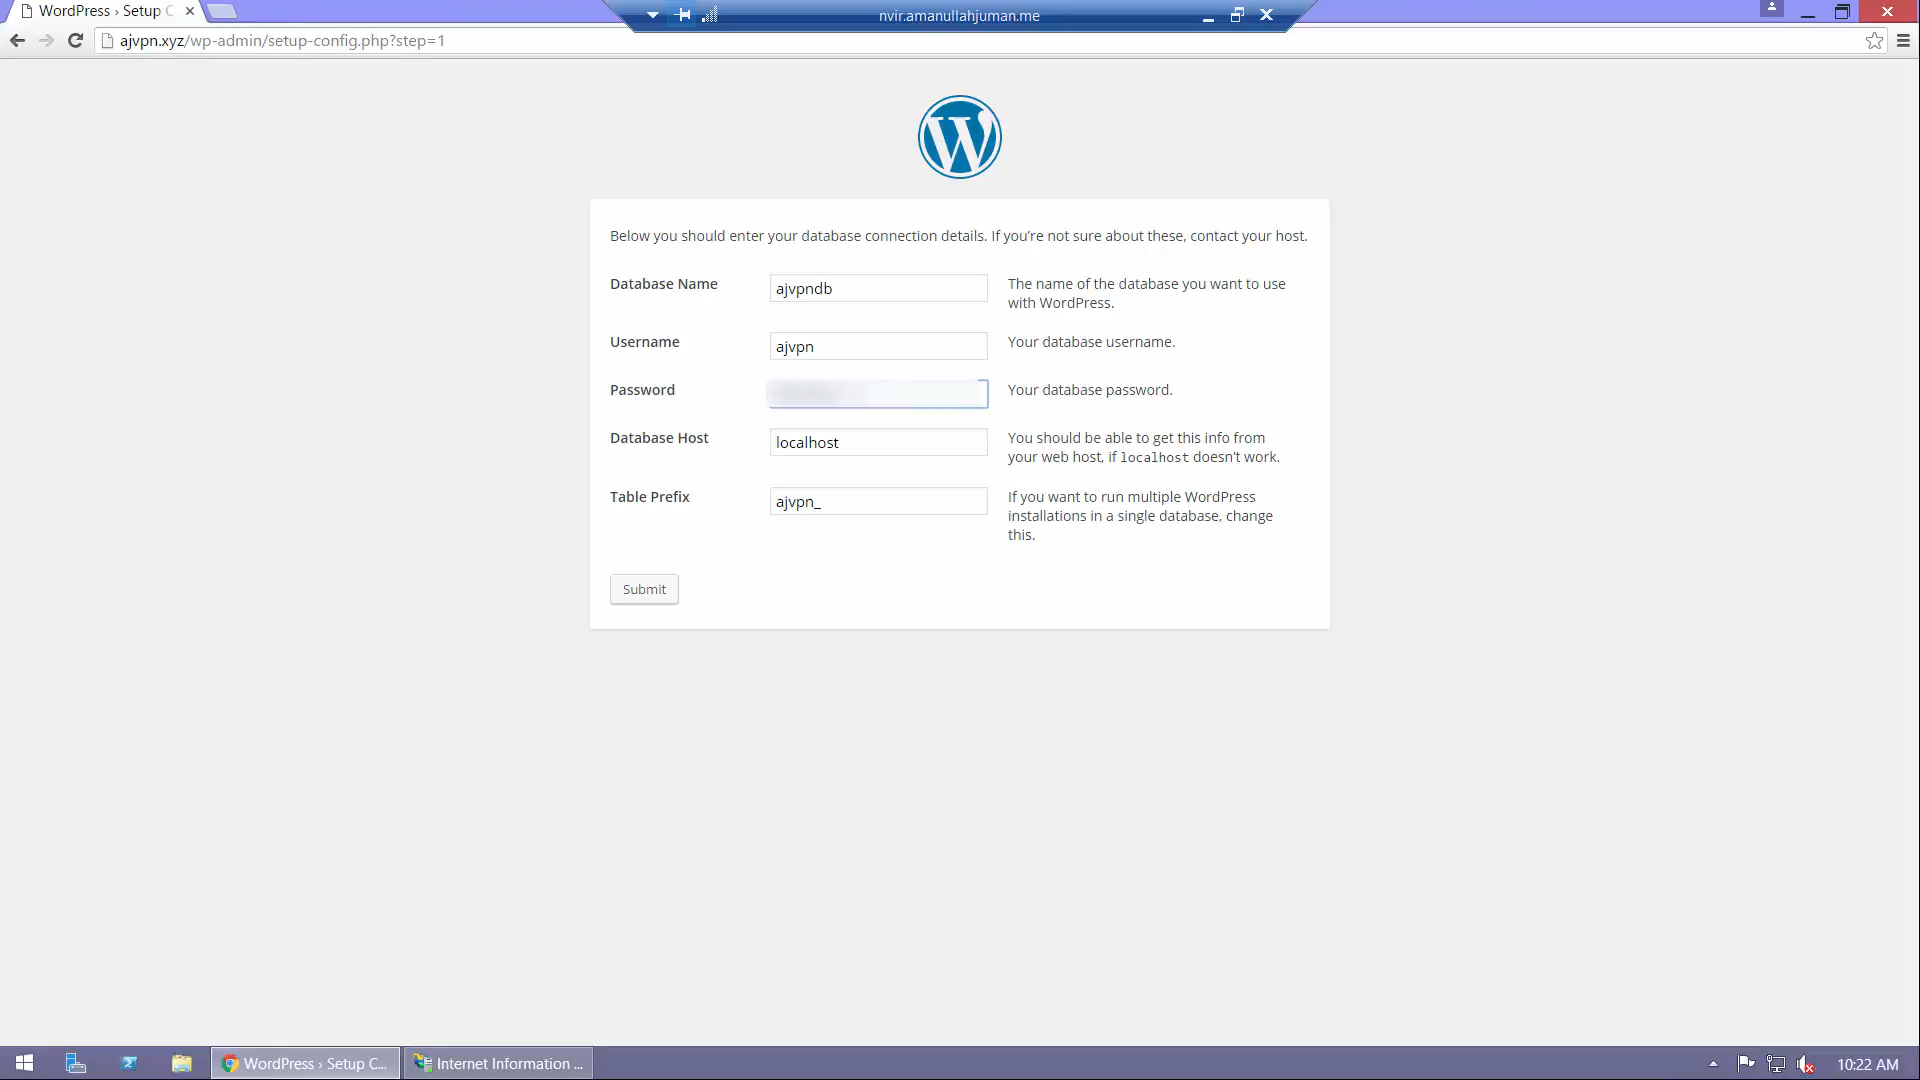 WordPress › Setup C
nvir.amanullahjuman.me
ajvpn.xyz/wp-admin/setup-config.php?step=1
Below you should enter your database connection details. If you’re not sure about these, contact your host.
Database Name
ajvpndb
The name of the database you want to use
with WordPress.
Username
ajvpn
Your database username.
Password
Your database password.
Database Host
localhost
You should be able to get this info from
your web host, if localhost doesn’t work.
Table Prefix
ajvpn_
If you want to run multiple WordPress
installations in a single database, change
this.
Submit
WordPress › Setup C...
Internet Information ...
10:22 AM